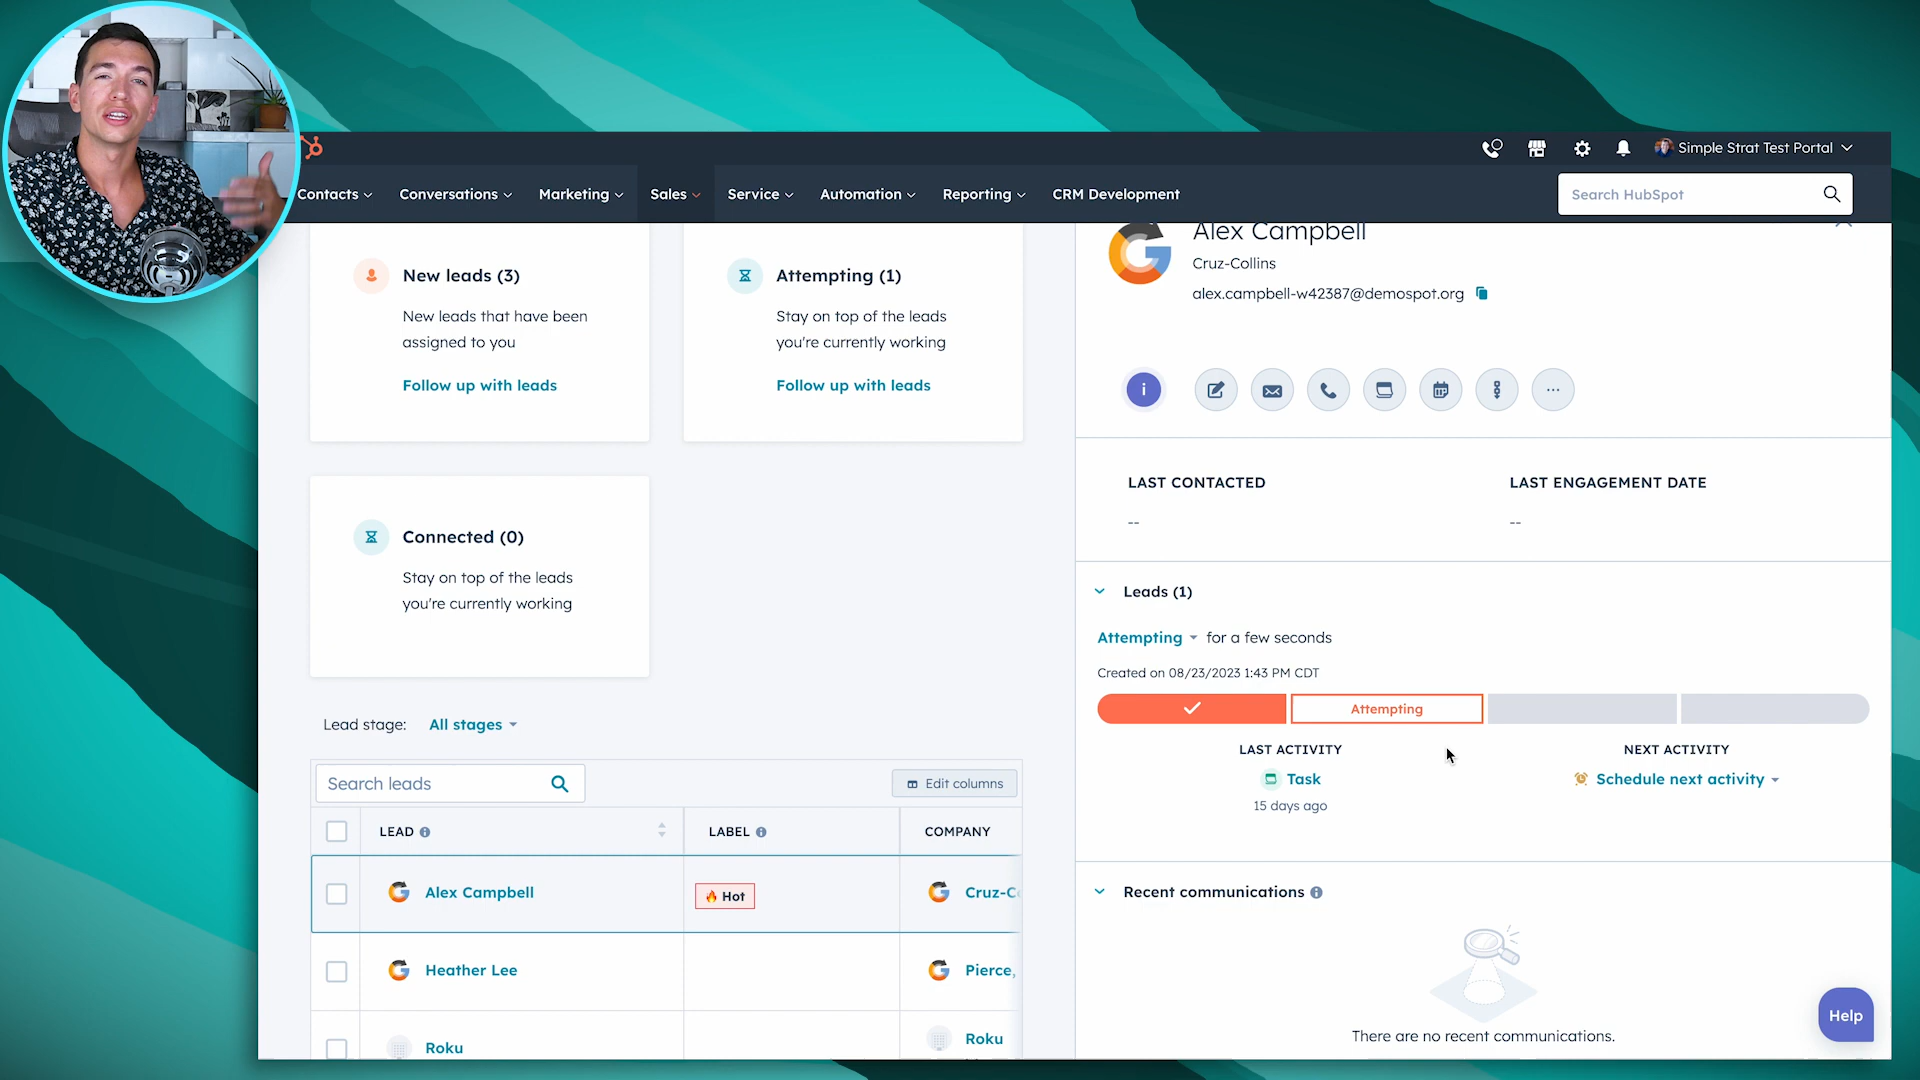 Simple Strat Test Portal
Contacts
Conversations
Marketing
Sales
Service
Automation
Reporting
CRM Development
Search HubSpot
New leads (3)
New leads that have been
assigned to you
Follow up with leads
Attempting (1)
Stay on top of the leads
you're currently working
Follow up with leads
Connected (0)
Stay on top of the leads
you're currently working
Lead stage: All stages
Search leads
Edit columns
LEAD
LABEL
COMPANY
Alex Campbell
Hot
Cruz-C
Heather Lee
Pierce,
Roku
Roku
Alex Campbell
Cruz-Collins
alex.campbell-w42387@demospot.org
LAST CONTACTED
--
LAST ENGAGEMENT DATE
--
Leads (1)
Attempting for a few seconds
Created on 08/23/2023 1:43 PM CDT
Attempting
LAST ACTIVITY
Task
15 days ago
NEXT ACTIVITY
Schedule next activity
Recent communications
There are no recent communications.
Help